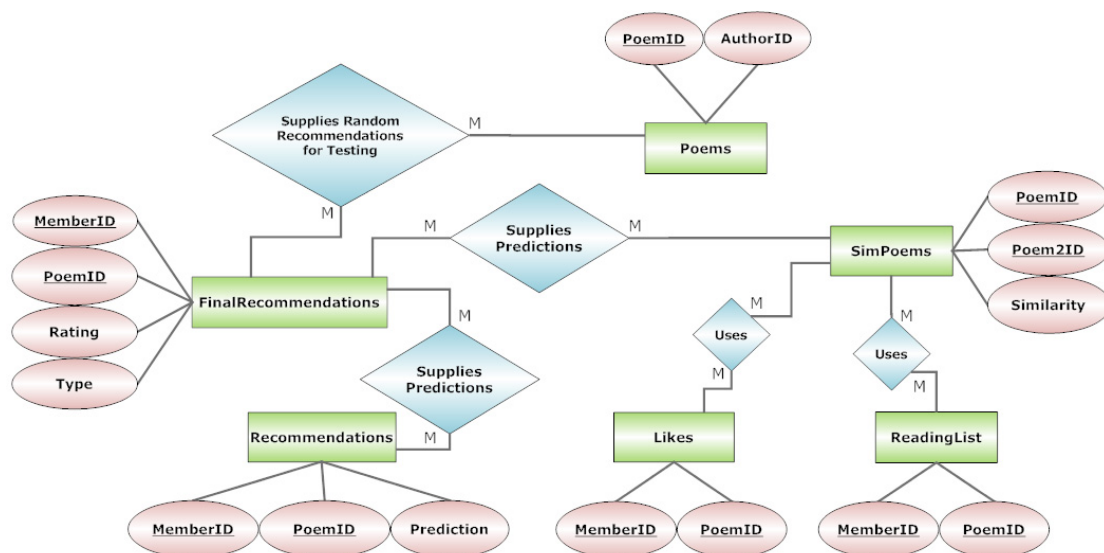 PoemID
AuthorID
Supplies Random
Recommendations
for Testing
M
Poems
M
MemberID
PoemID
Rating
Type
FinalRecommendations
M
Supplies
Predictions
M
SimPoems
PoemID
Poem2ID
Similarity
M
Supplies
Predictions
M
M
Uses
M
M
Uses
M
Recommendations
Likes
ReadingList
MemberID
PoemID
Prediction
MemberID
PoemID
MemberID
PoemID